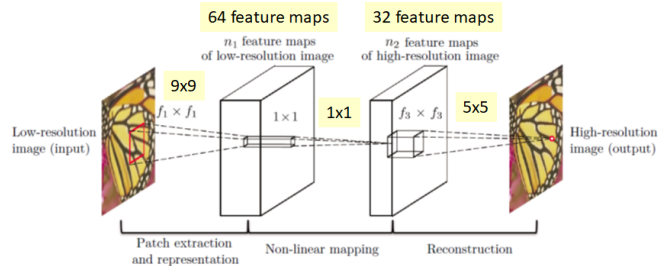 64 feature maps
32 feature maps
n₁ feature maps
of low-resolution image
n₂ feature maps
of high-resolution image
9x9
f₁ × f₁
1 × 1
1x1
f₃ × f₃
5x5
Low-resolution
image (input)
High-resolution
image (output)
Patch extraction
and representation
Non-linear mapping
Reconstruction